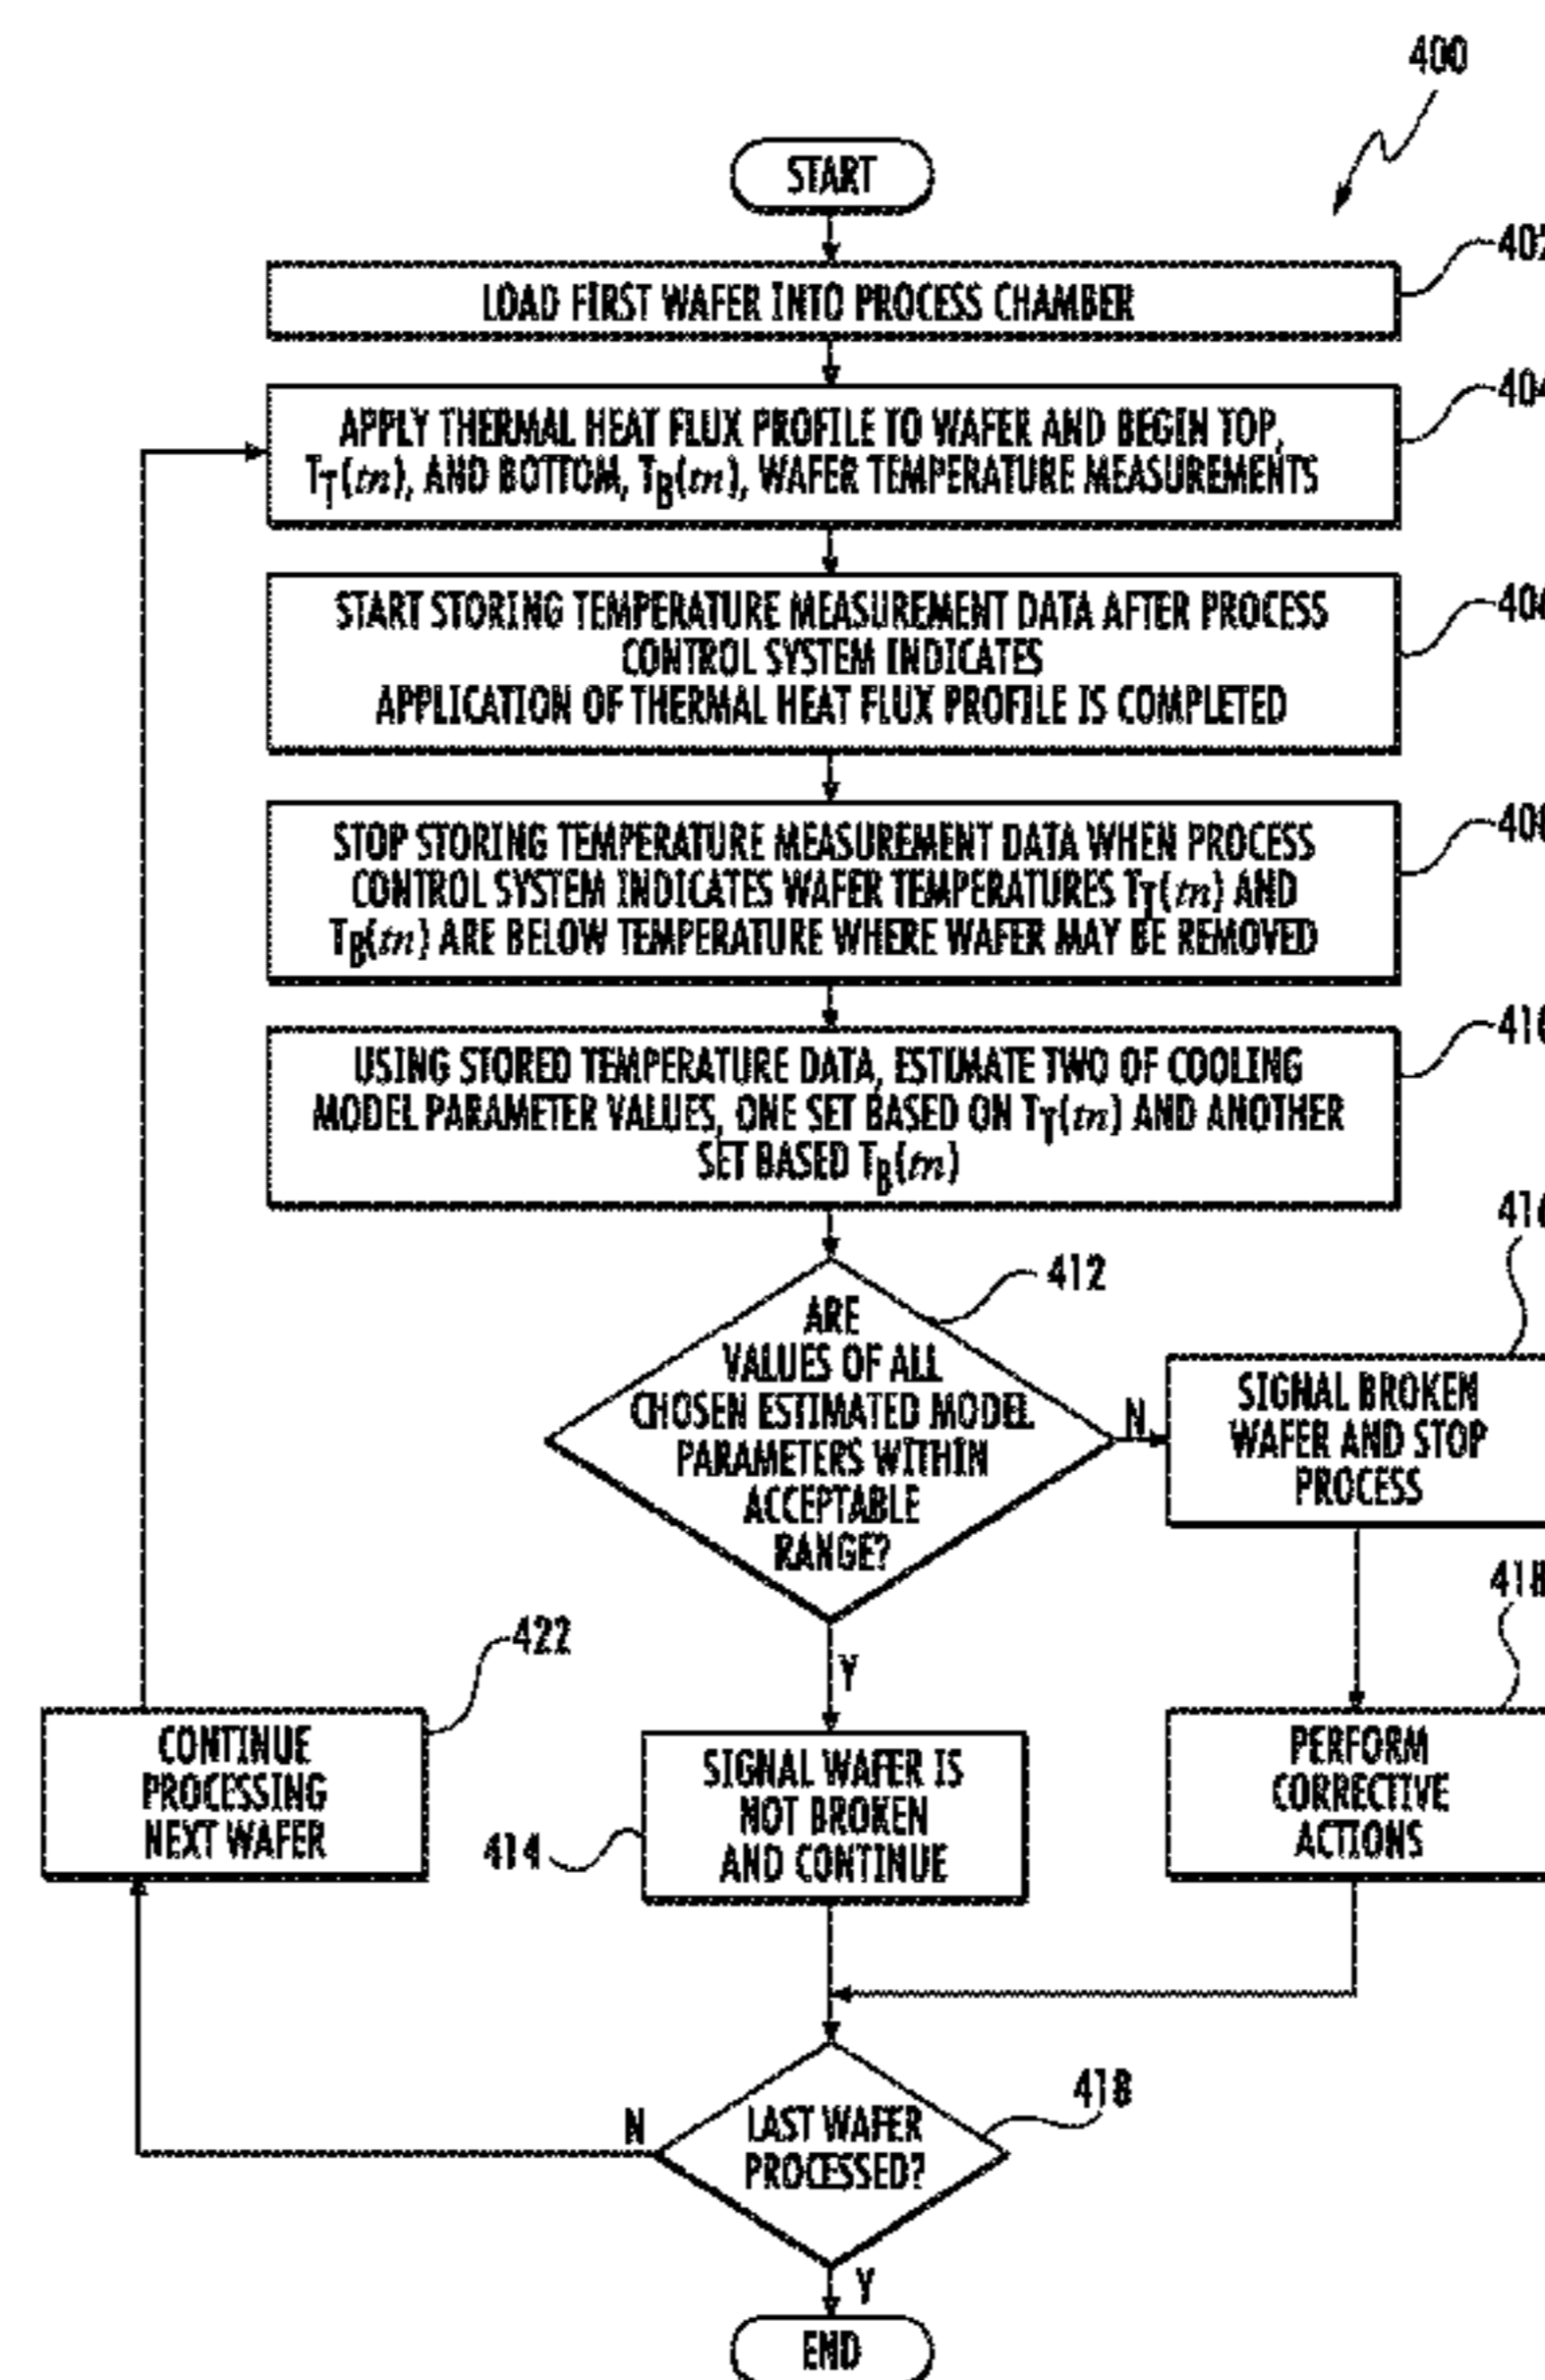 400
START
402
LOAD FIRST WAFER INTO PROCESS CHAMBER
404
APPLY THERMAL HEAT FLUX PROFILE TO WAFER AND BEGIN TOP,
TT(tn), AND BOTTOM, TB(tn), WAFER TEMPERATURE MEASUREMENTS
406
START STORING TEMPERATURE MEASUREMENT DATA AFTER PROCESS
CONTROL SYSTEM INDICATES
APPLICATION OF THERMAL HEAT FLUX PROFILE IS COMPLETED
408
STOP STORING TEMPERATURE MEASUREMENT DATA WHEN PROCESS
CONTROL SYSTEM INDICATES WAFER TEMPERATURES TT(tn) AND
TB(tn) ARE BELOW TEMPERATURE WHERE WAFER MAY BE REMOVED
410
USING STORED TEMPERATURE DATA, ESTIMATE TWO OF COOLING
MODEL PARAMETER VALUES, ONE SET BASED ON TT(tn) AND ANOTHER
SET BASED TB(tn)
412
ARE
VALUES OF ALL
CHOSEN ESTIMATED MODEL
PARAMETERS WITHIN
ACCEPTABLE
RANGE?
N
416
SIGNAL BROKEN
WAFER AND STOP
PROCESS
418
PERFORM
CORRECTIVE
ACTIONS
Y
414
SIGNAL WAFER IS
NOT BROKEN
AND CONTINUE
422
CONTINUE
PROCESSING
NEXT WAFER
418
LAST WAFER
PROCESSED?
N
Y
END